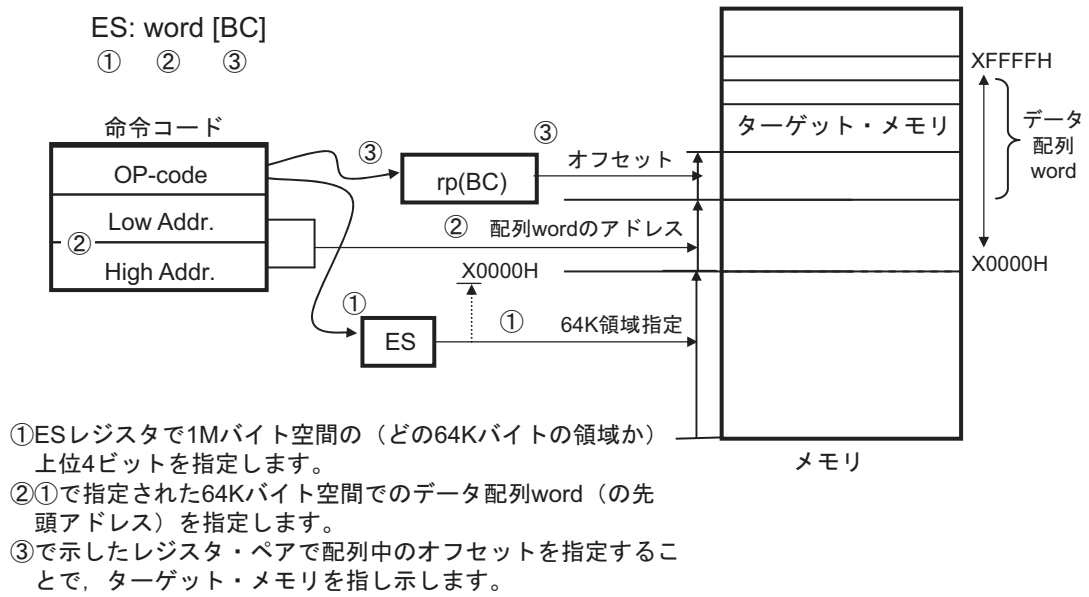 ES: word [BC]
① ② ③
命令コード
OP-code
Low Addr.
②
High Addr.
③
rp(BC)
③
オフセット
② 配列wordのアドレス
X0000H
①
ES
① 64K領域指定
ターゲット・メモリ
XFFFFH
データ
配列
word
X0000H
メモリ
①ESレジスタで1Mバイト空間の（どの64Kバイトの領域か）
上位4ビットを指定します。
②①で指定された64Kバイト空間でのデータ配列word（の先
頭アドレス）を指定します。
③で示したレジスタ・ペアで配列中のオフセットを指定するこ
とで，ターゲット・メモリを指し示します。